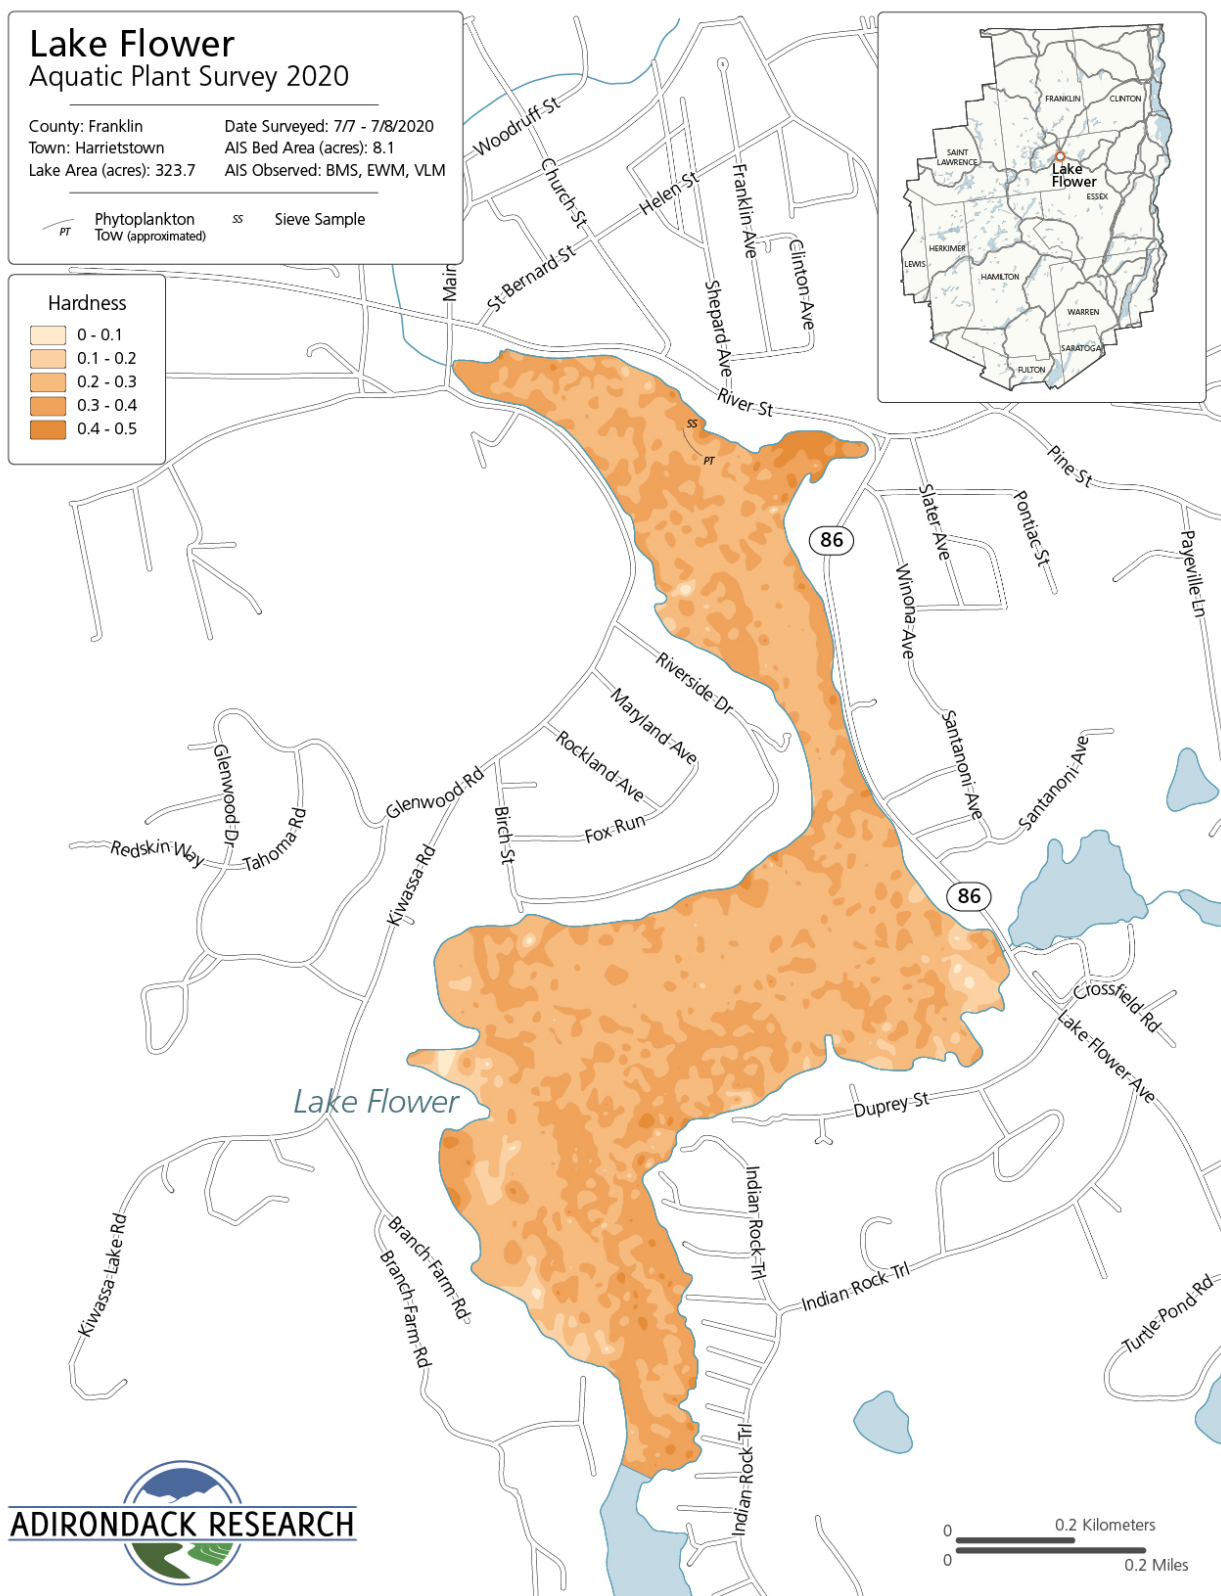 Lake Flower
Aquatic Plant Survey 2020
County: Franklin
Town: Harrietstown
Lake Area (acres): 323.7
Date Surveyed: 7/7 - 7/8/2020
AIS Bed Area (acres): 8.1
AIS Observed: BMS, EWM, VLM
PT
Phytoplankton
Tow (approximated)
SS
Sieve Sample
Hardness
0 - 0.1
0.1 - 0.2
0.2 - 0.3
0.3 - 0.4
0.4 - 0.5
FRANKLIN
CLINTON
SAINT
LAWRENCE
Lake
Flower
ESSEX
HERKIMER
LEWIS
HAMILTON
WARREN
SARATOGA
FULTON
Woodruff St
Church St
Helen St
Franklin Ave
Clinton Ave
St Bernard St
Main
Shepard Ave
River St
SS
PT
Pine St
86
Slater Ave
Pontiac St
Payeville Ln
Winona Ave
Riverside Dr
Maryland Ave
Rockland Ave
Santanoni Ave
Santanoni Ave
Glenwood Dr
Glenwood Rd
Birch St
Fox Run
Redskin Way
Tahoma Rd
Kiwassa Rd
86
Crossfield Rd
Lake Flower Ave
Lake Flower
Duprey St
Indian Rock Trl
Branch Farm Rd
Branch Farm Rd
Kiwassa Lake Rd
Indian Rock Trl
Turtle Pond Rd
Indian Rock Trl
ADIRONDACK RESEARCH
0
0.2 Kilometers
0
0.2 Miles